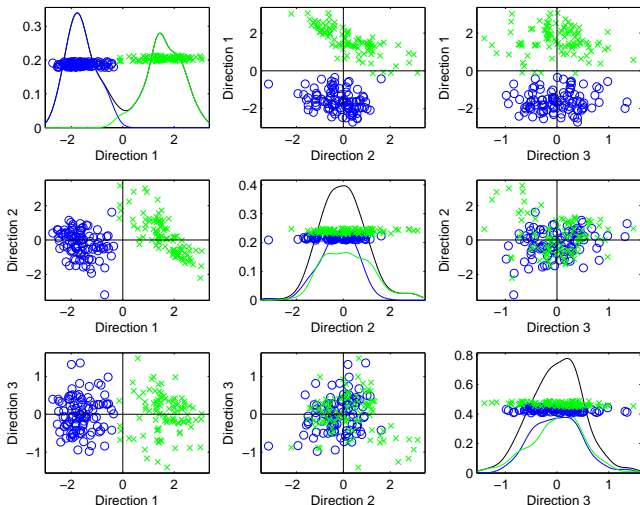 0.3
0.2
0.1
0
−2 0 2
Direction 1
Direction 1
2
0
−2
−2 0 2
Direction 2
Direction 1
2
0
−2
−1 0 1
Direction 3
Direction 2
2
0
−2
−2 0 2
Direction 1
0.4
0.3
0.2
0.1
0
−2 0 2
Direction 2
Direction 2
2
0
−2
−1 0 1
Direction 3
Direction 3
1
0
−1
−2 0 2
Direction 1
Direction 3
1
0
−1
−2 0 2
Direction 2
0.8
0.6
0.4
0.2
0
−1 0 1
Direction 3